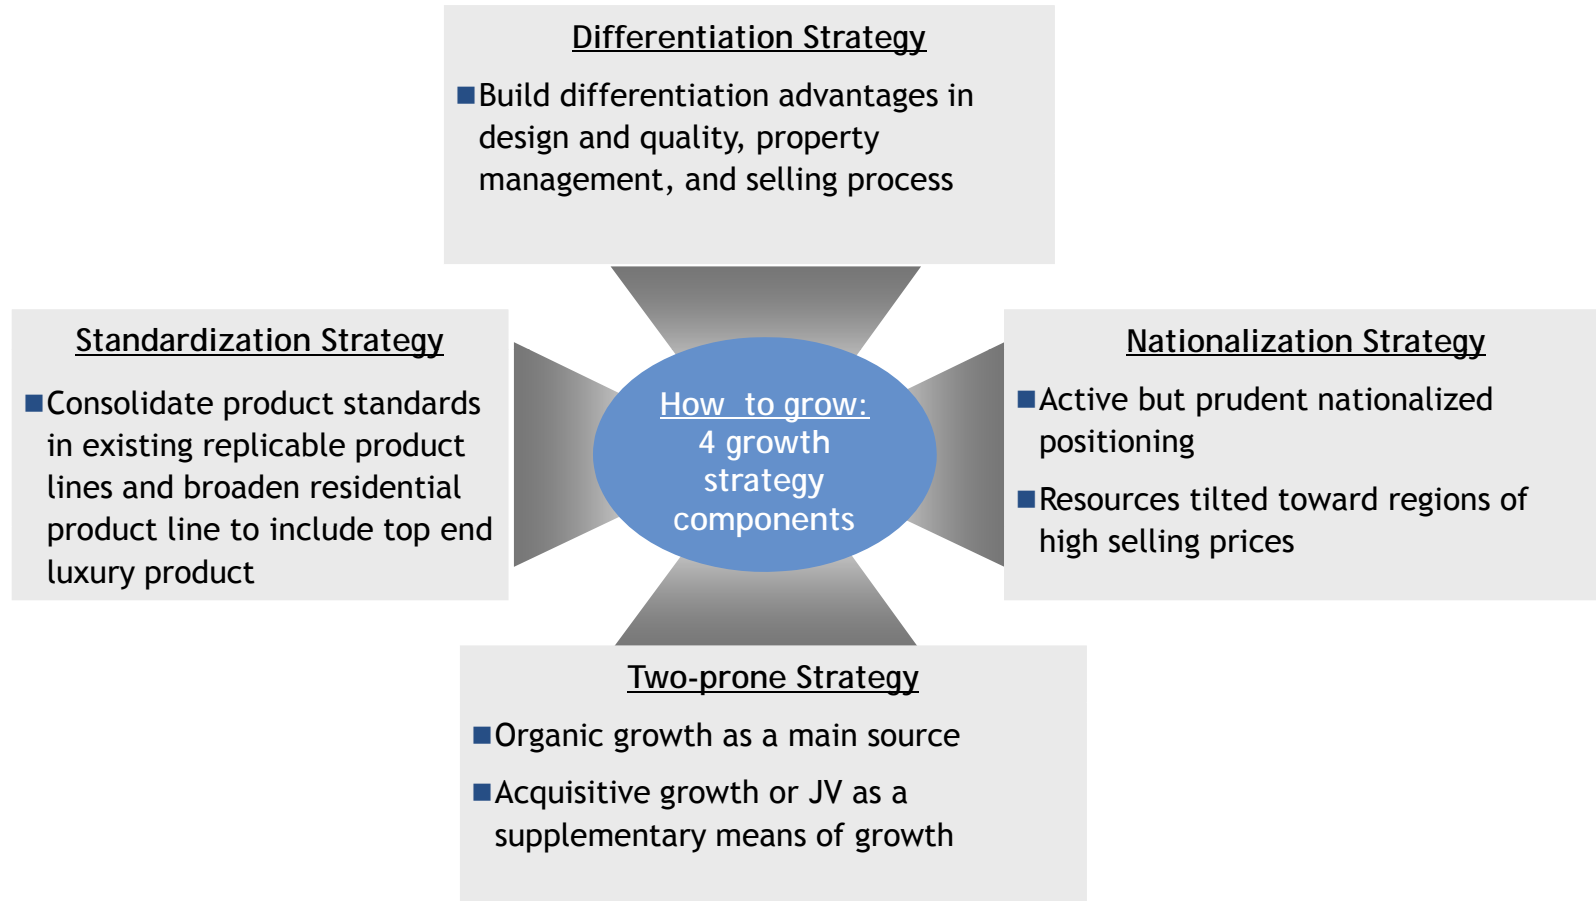 Differentiation Strategy
■Build differentiation advantages in
design and quality, property
management, and selling process
Standardization Strategy
■Consolidate product standards
in existing replicable product
lines and broaden residential
product line to include top end
luxury product
How to grow:
4 growth
strategy
components
Nationalization Strategy
■Active but prudent nationalized
positioning
■Resources tilted toward regions of
high selling prices
Two-prone Strategy
■Organic growth as a main source
■Acquisitive growth or JV as a
supplementary means of growth